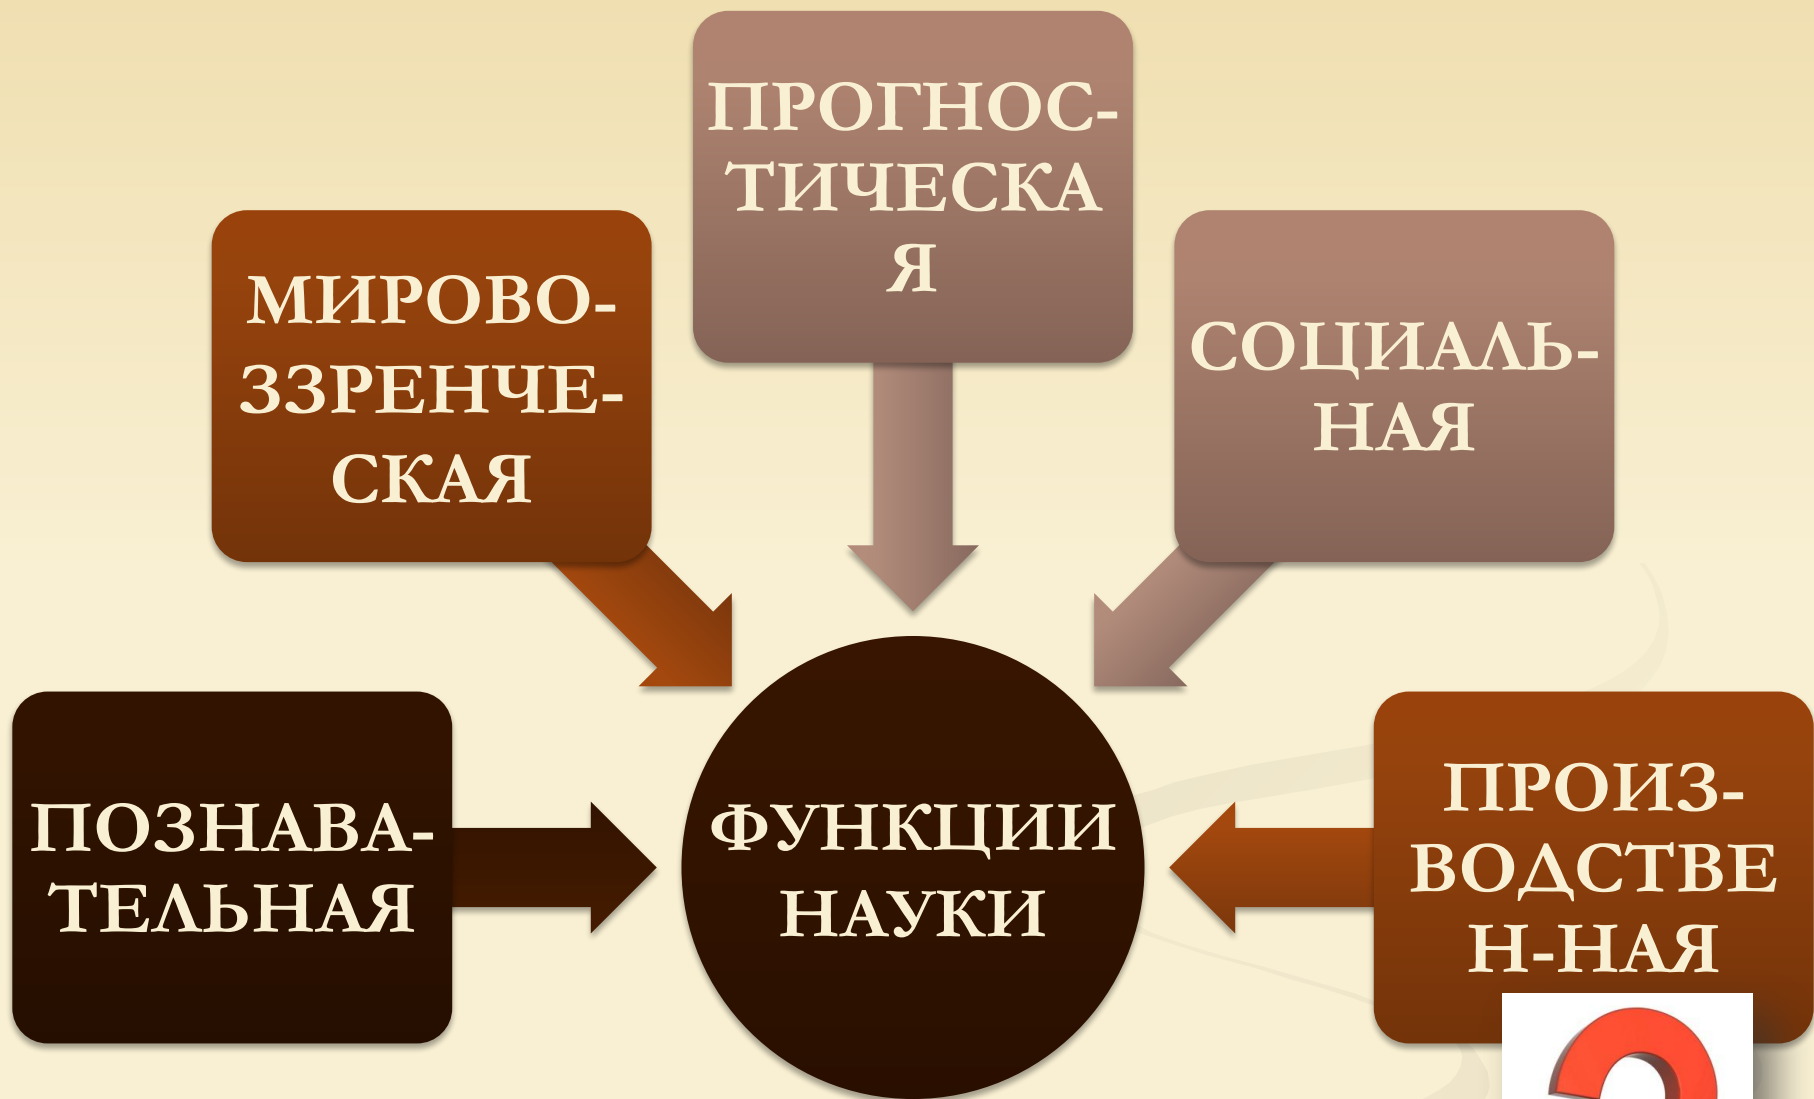 ПРОГНОС-
ТИЧЕСКА
Я
МИРОВО-
ЗЗРЕНЧЕ-
СКАЯ
СОЦИАЛЬ-
НАЯ
ПОЗНАВА-
ТЕЛЬНАЯ
ФУНКЦИИ
НАУКИ
ПРОИЗ-
ВОДСТВЕ
Н-НАЯ